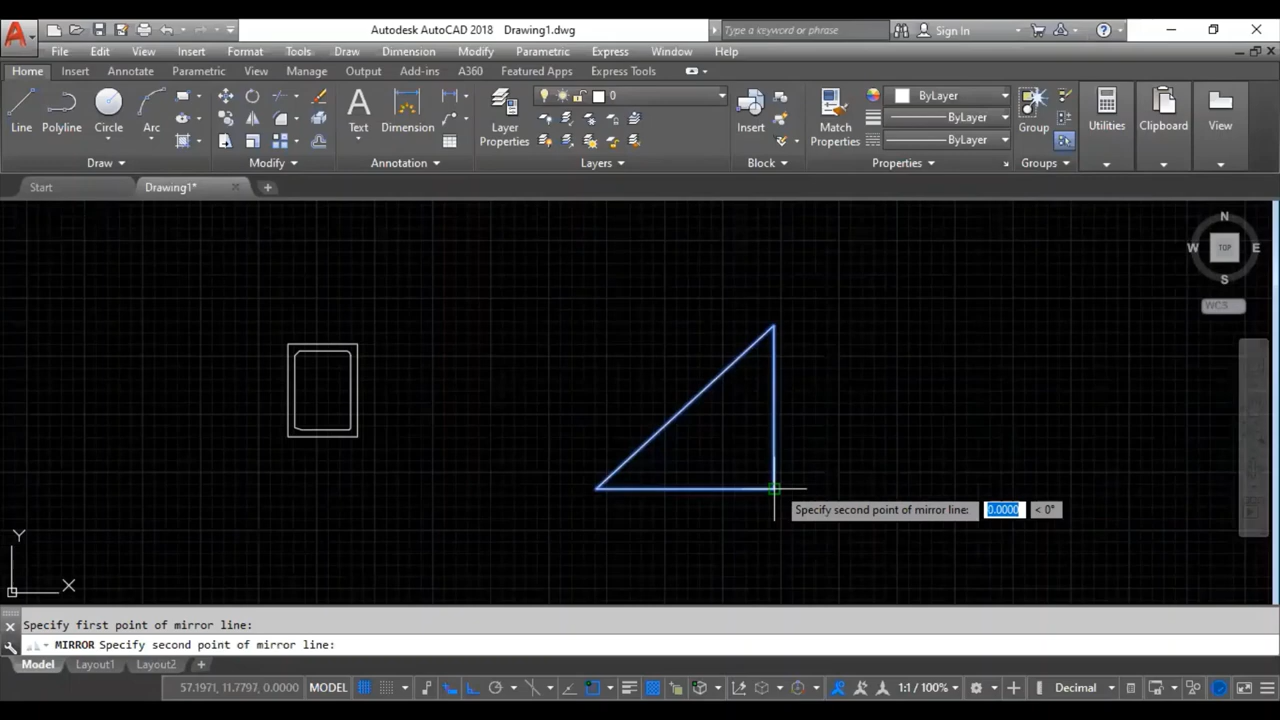 Autodesk AutoCAD 2018 Drawing1.dwg
Type a keyword or phrase
Sign In
File Edit View Insert Format Tools Draw Dimension Modify Parametric Express Window Help
Home Insert Annotate Parametric View Manage Output Add-ins A360 Featured Apps Express Tools
0
ByLayer
ByLayer
ByLayer
Line Polyline Circle Arc Text Dimension Layer Properties Insert Match Properties Group Utilities Clipboard View
Draw Modify Annotation Layers Block Properties Groups
Start Drawing1*
N
W TOP E
S
WCS
Specify second point of mirror line: 0.0000 < 0°
Y
X
Specify first point of mirror line:
MIRROR Specify second point of mirror line:
Model Layout1 Layout2
57.1971, 11.7797, 0.0000 MODEL 1:1 / 100% Decimal